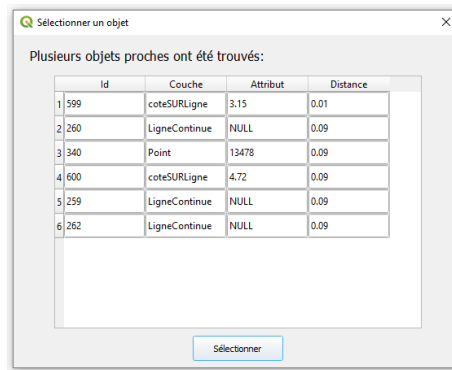 Sélectionner un objet
Plusieurs objets proches ont été trouvés:
Id Couche Attribut Distance
1 599 coteSURLigne 3.15 0.01
2 260 LigneContinue NULL 0.09
3 340 Point 13478 0.09
4 600 coteSURLigne 4.72 0.09
5 259 LigneContinue NULL 0.09
6 262 LigneContinue NULL 0.09
Sélectionner